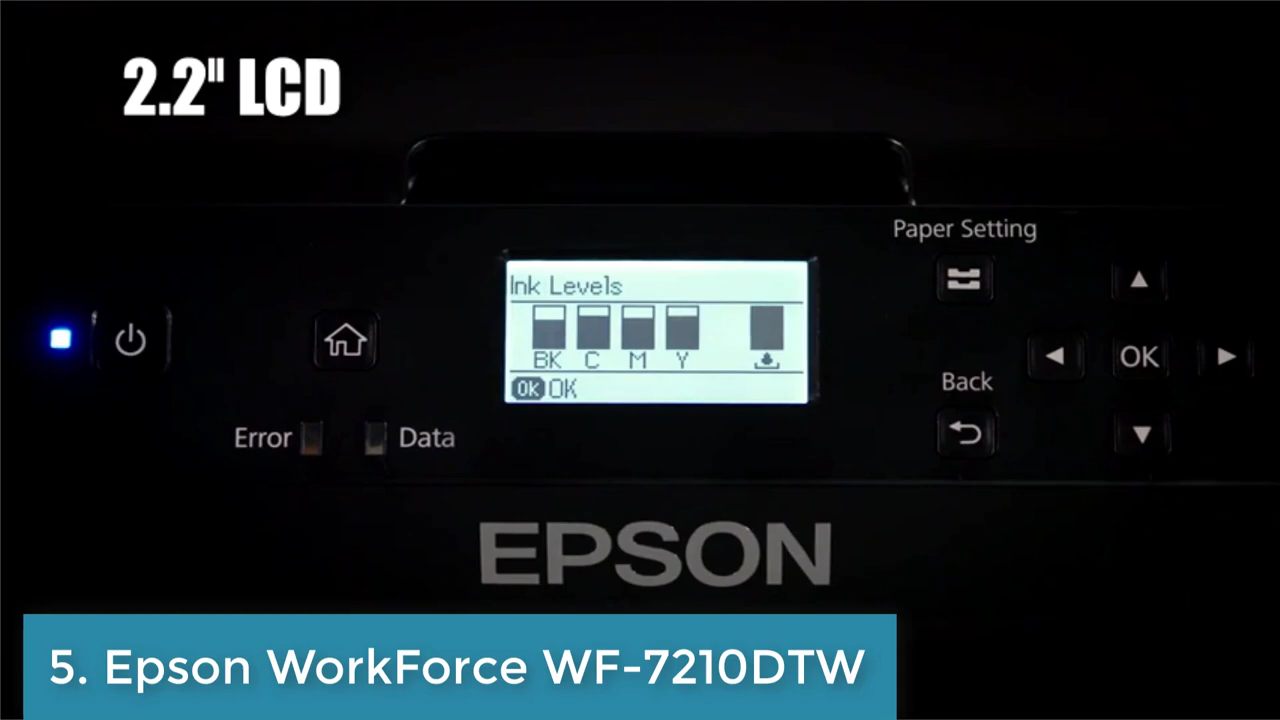 2.2" LCD
Paper Setting
Ink Levels
BK C M Y
OK OK
OK
Back
Error
Data
EPSON
5. Epson WorkForce WF-7210DTW